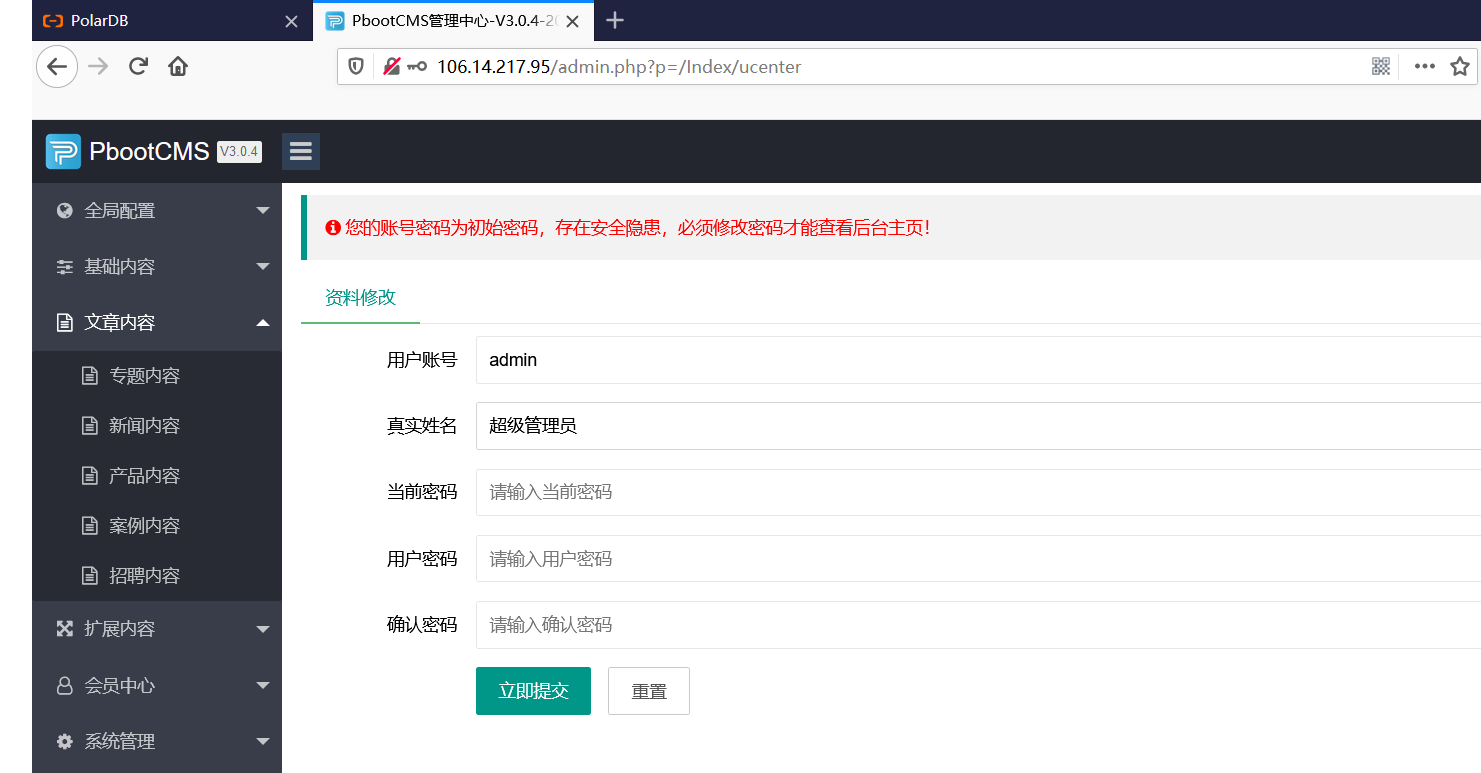 PolarDB
PbootCMS管理中心-V3.0.4-20
106.14.217.95/admin.php?p=/Index/ucenter
PbootCMS V3.0.4
全局配置
您的账号密码为初始密码，存在安全隐患，必须修改密码才能查看后台主页！
基础内容
资料修改
文章内容
用户账号 admin
专题内容
真实姓名 超级管理员
新闻内容
产品内容
当前密码 请输入当前密码
案例内容
用户密码 请输入用户密码
招聘内容
确认密码 请输入确认密码
扩展内容
会员中心
立即提交 重置
系统管理